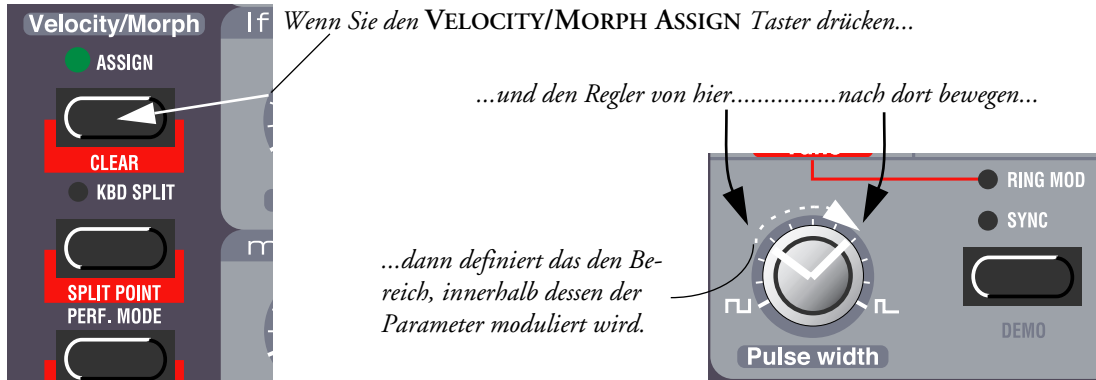 Velocity/Morph
ASSIGN
CLEAR
KBD SPLIT
SPLIT POINT
PERF. MODE
Wenn Sie den VELOCITY/MORPH ASSIGN Taster drücken...
...und den Regler von hier................nach dort bewegen...
...dann definiert das den Be-
reich, innerhalb dessen der
Parameter moduliert wird.
RING MOD
SYNC
DEMO
Pulse width